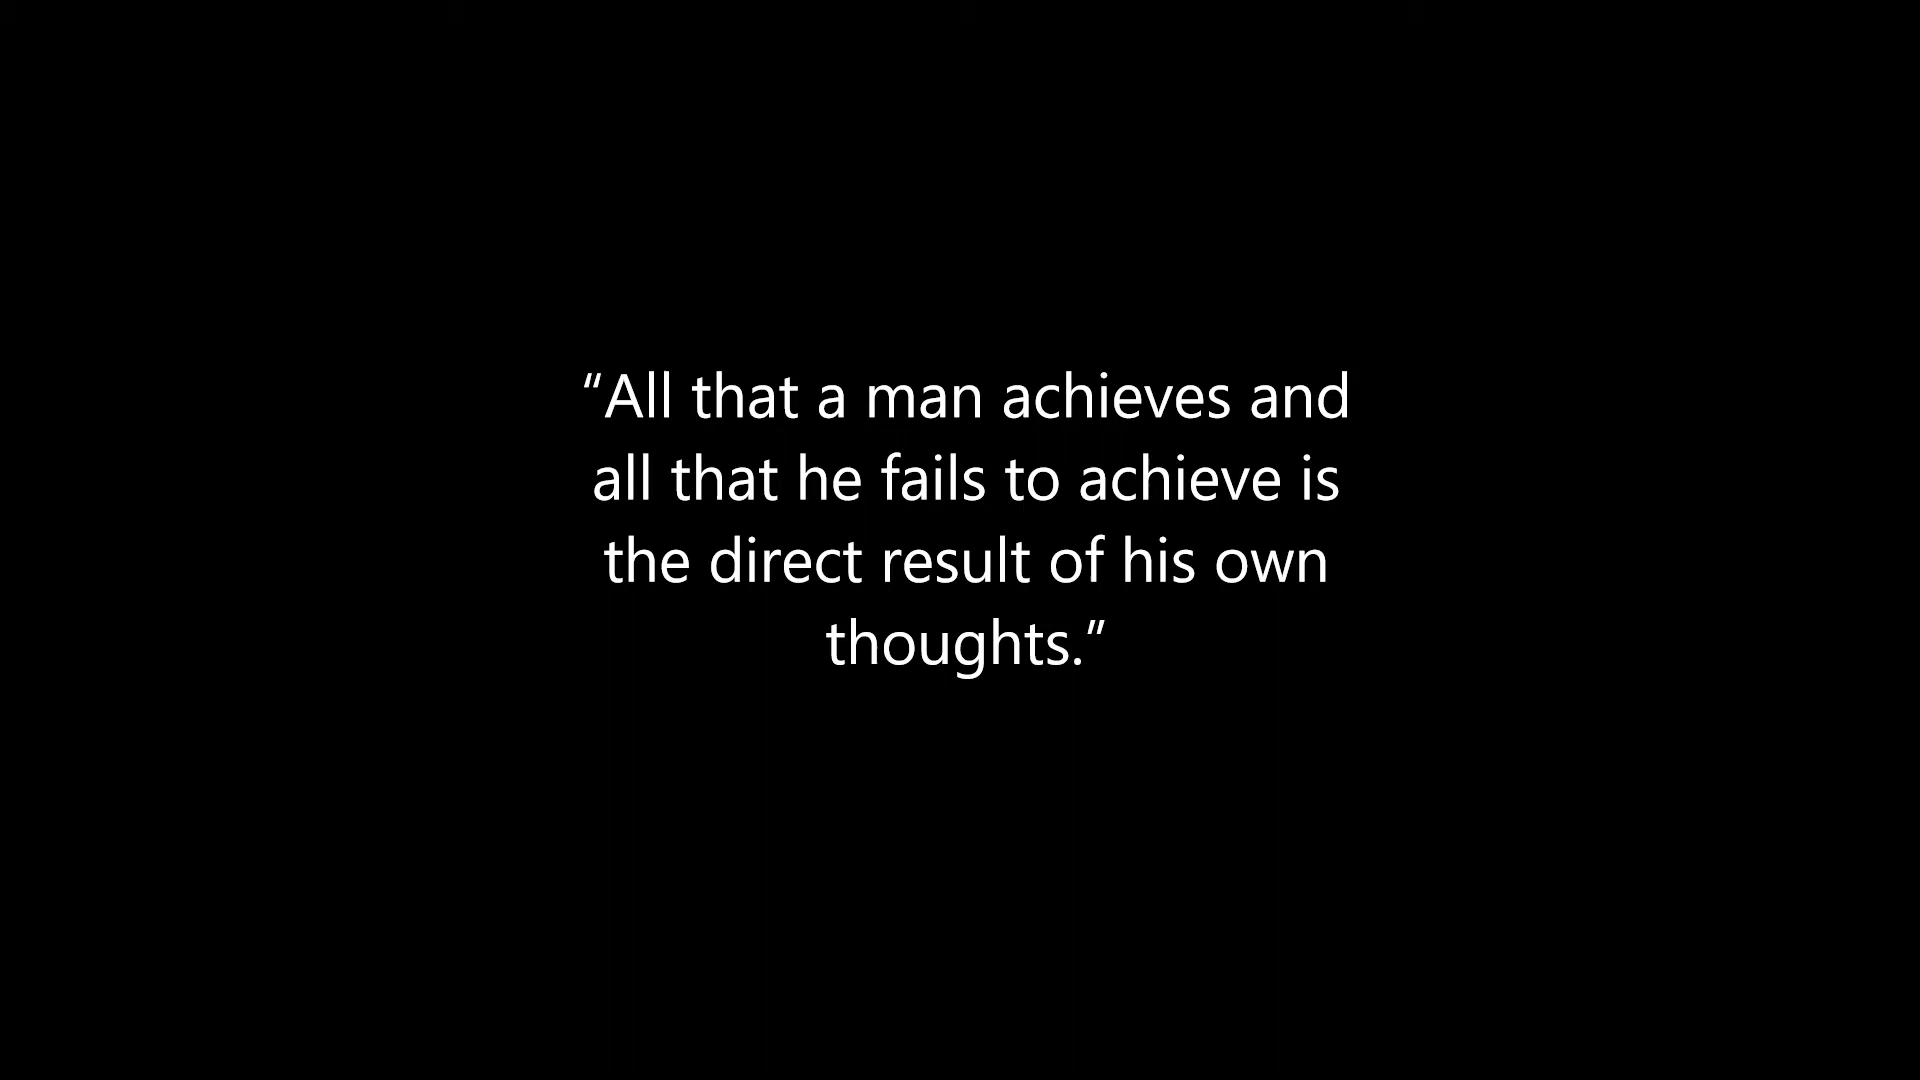 “All that a man achieves and
all that he fails to achieve is
the direct result of his own
thoughts.”